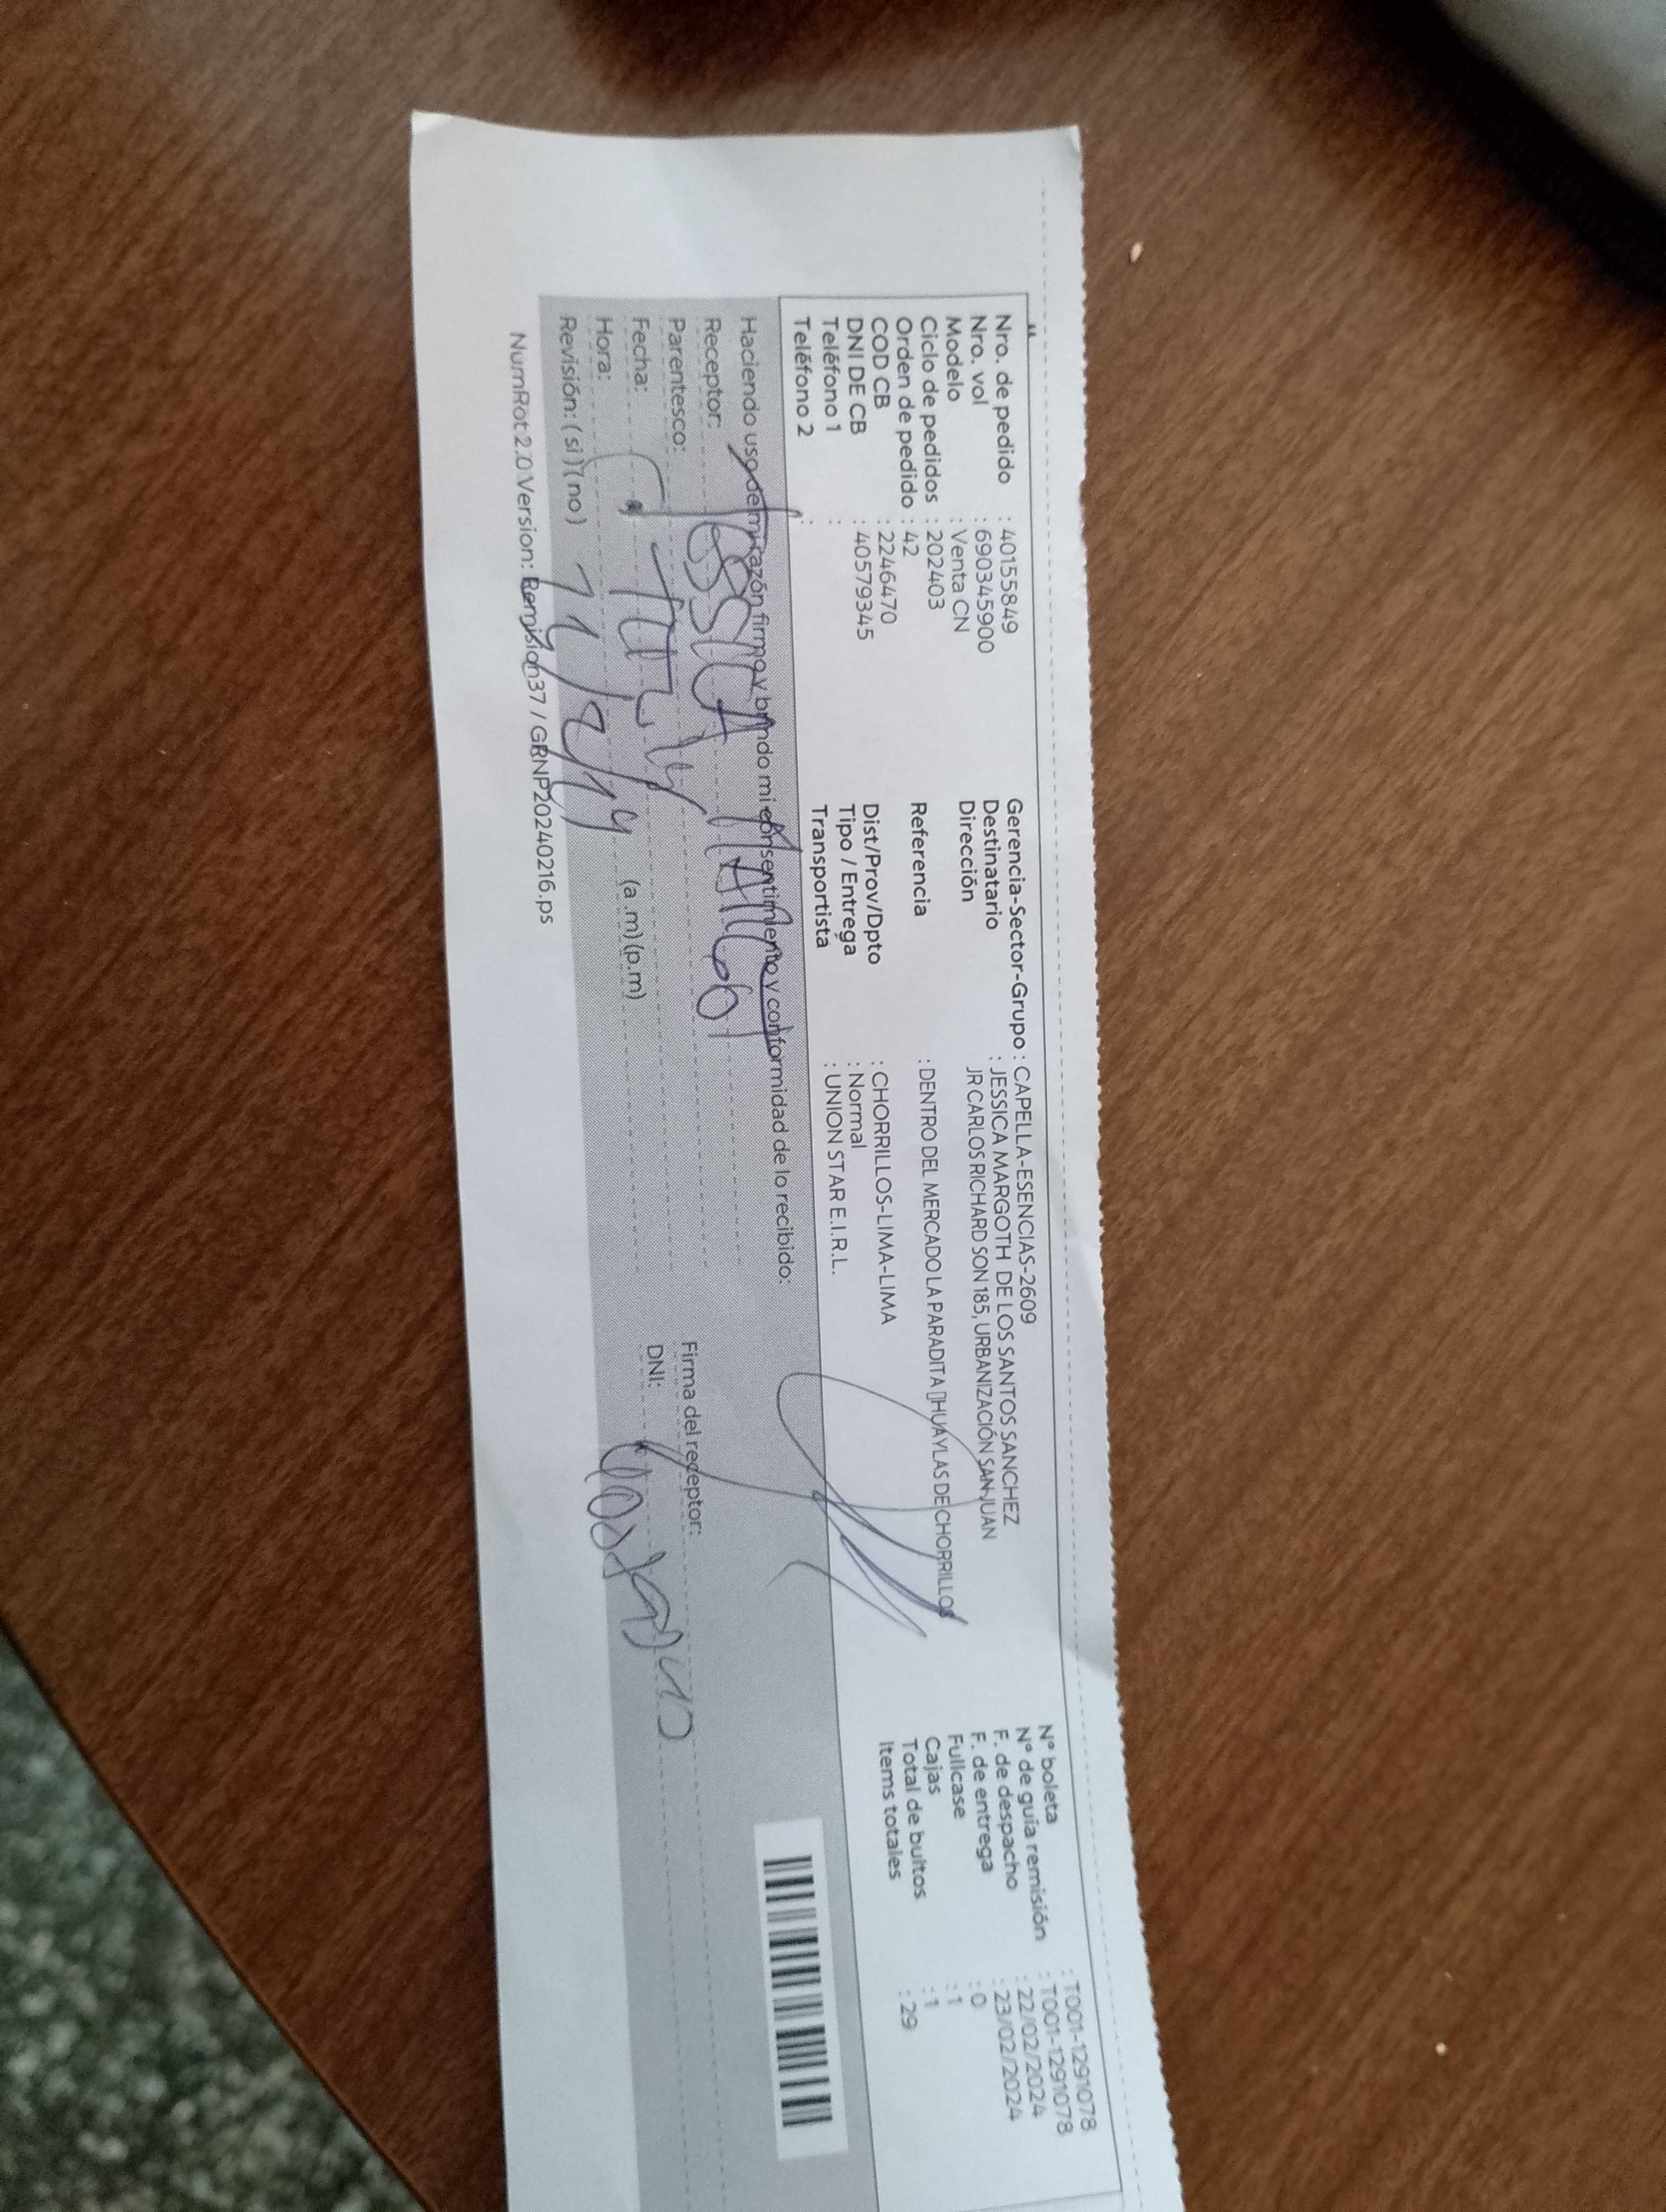 Nro. de pedido : 40155849
Nro. vol : 690345900
Modelo : Venta CN
Ciclo de pedidos : 202403
Orden de pedido : 42
COD CB : 2246470
DNI DE CB : 40579345
Teléfono 1 :
Teléfono 2 :
Gerencia-Sector-Grupo : CAPELLA-ESENCIAS-2609
Destinatario : JESSICA MARGOTH DE LOS SANTOS SANCHEZ
Dirección JR CARLOS RICHARD SON 185, URBANIZACIÓN SAN JUAN
Referencia : DENTRO DEL MERCADO LA PARADITA HUAYLAS DE CHORRILLOS
Dist/Prov/Dpto : CHORRILLOS-LIMA-LIMA
Tipo / Entrega : Normal
Transportista : UNION STAR E.I.R.L.
N° boleta : T001-1291078
N° de guía remisión : T001-1291078
F. de despacho : 22/02/2024
F. de entrega : 23/02/2024
Fullcase : 0
Cajas : 1
Total de bultos : 1
Items totales : 29
Haciendo uso de mi razón firmo y brindo mi consentimiento y conformidad de lo recibido:
Receptor:
Parentesco:
Fecha:
Hora: (a.m)(p.m)
Revisión: (si)(no)
Firma del receptor:
DNI:
NumRot2.0 Version: Remision37 / GRNP20240216.ps